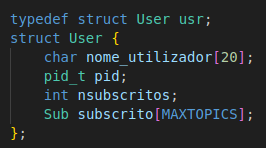 typedef struct User usr;
struct User {
    char nome_utilizador[20];
    pid_t pid;
    int nsubscritos;
    Sub subscrito[MAXTOPICS];
};